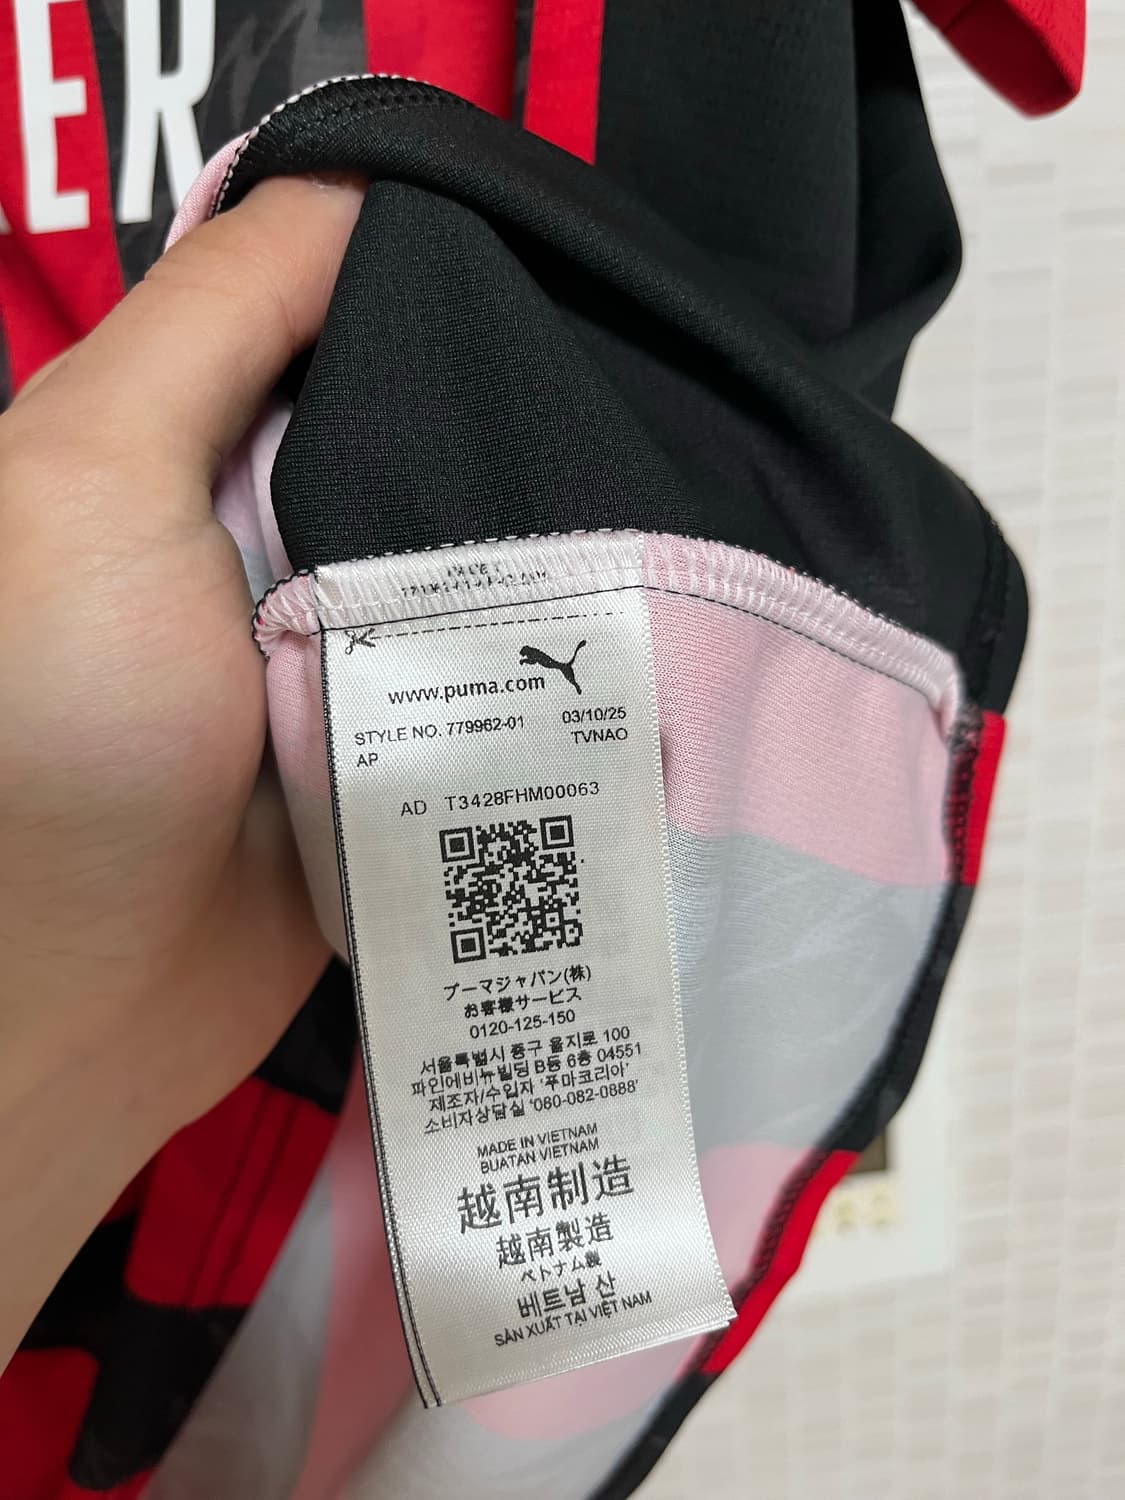 ER
www.puma.com
STYLE NO. 779962-01 03/10/25
AP TVNAO
AD T3428FHM00063
プーマジャパン(株)
お客様サービス
0120-125-150
서울특별시 중구 을지로 100
파인에비뉴빌딩 B동 6층 04551
제조자/수입자 '푸마코리아'
소비자상담실 '080-082-0888'
MADE IN VIETNAM
BUATAN VIETNAM
越南制造
越南製造
ベトナム製
베트남 산
SẢN XUẤT TẠI VIỆT NAM